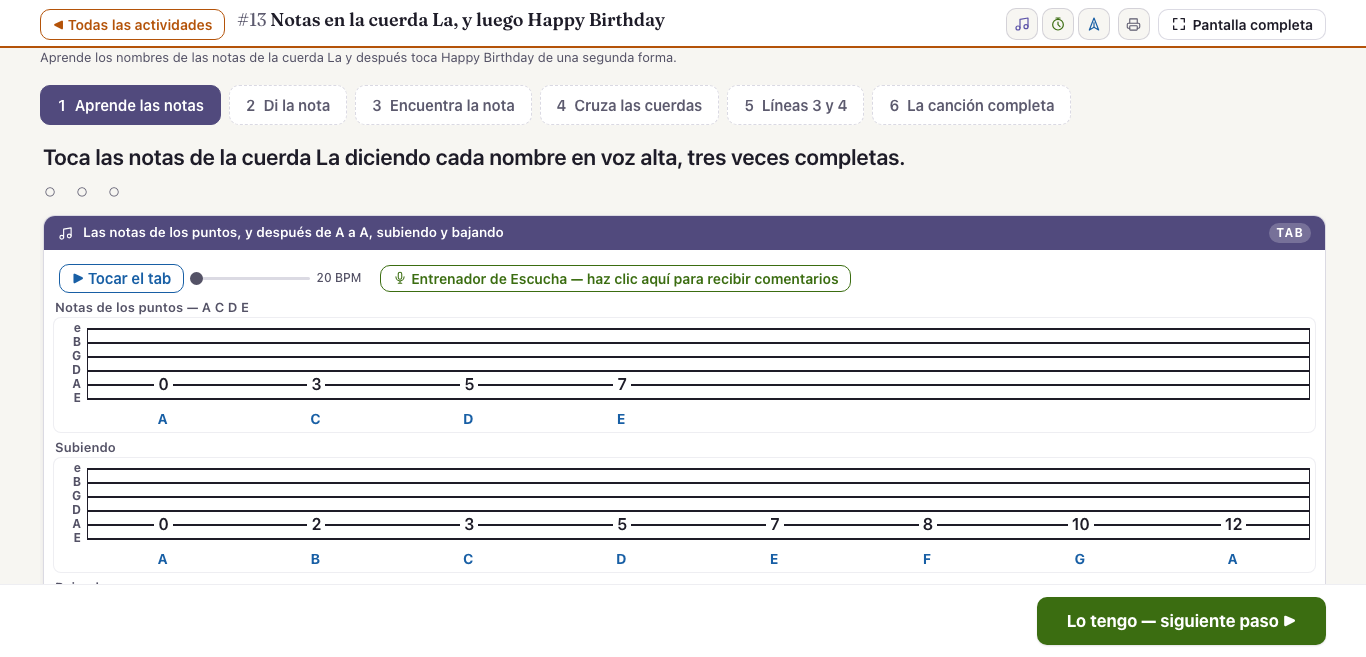 ◀ Todas las actividades
#13 Notas en la cuerda La, y luego Happy Birthday
Pantalla completa
Aprende los nombres de las notas de la cuerda La y después toca Happy Birthday de una segunda forma.
1 Aprende las notas
2 Di la nota
3 Encuentra la nota
4 Cruza las cuerdas
5 Líneas 3 y 4
6 La canción completa
Toca las notas de la cuerda La diciendo cada nombre en voz alta, tres veces completas.
Las notas de los puntos, y después de A a A, subiendo y bajando
TAB
▶ Tocar el tab
20 BPM
Entrenador de Escucha — haz clic aquí para recibir comentarios
Notas de los puntos — A C D E
e
B
G
D
A 0 3 5 7
E
A C D E
Subiendo
e
B
G
D
A 0 2 3 5 7 8 10 12
E
A B C D E F G A
Lo tengo — siguiente paso ▶